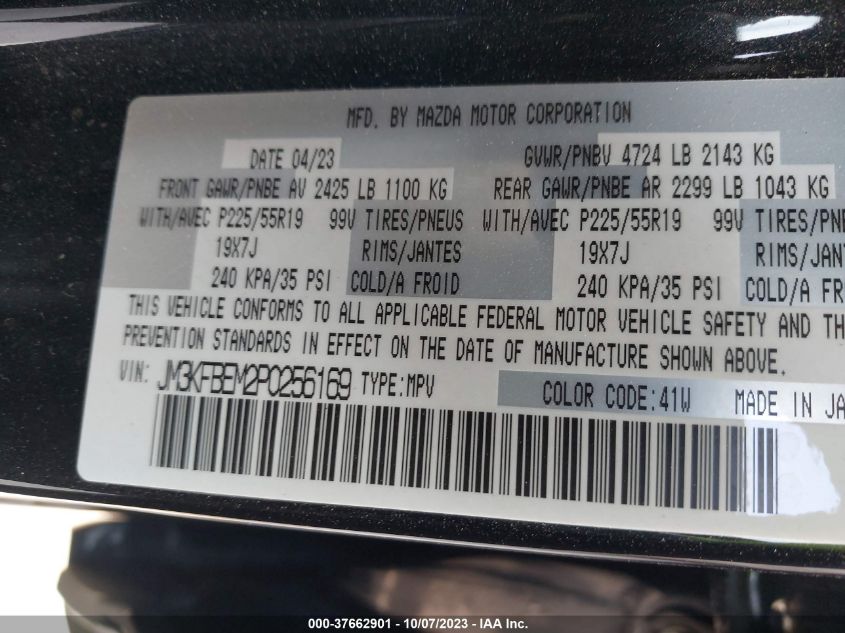 MFD. BY MAZDA MOTOR CORPORATION
DATE 04/23 GVWR/PNBV 4724 LB 2143 KG
FRONT GAWR/PNBE AV 2425 LB 1100 KG REAR GAWR/PNBE AR 2299 LB 1043 KG
WITH/AVEC P225/55R19 99V TIRES/PNEUS WITH/AVEC P225/55R19 99V TIRES/PNE
19X7J RIMS/JANTES 19X7J RIMS/JAN
240 KPA/35 PSI COLD/A FROID 240 KPA/35 PSI COLD/A FR
THIS VEHICLE CONFORMS TO ALL APPLICABLE FEDERAL MOTOR VEHICLE SAFETY AND TH
PREVENTION STANDARDS IN EFFECT ON THE DATE OF MANUFACTURE SHOWN ABOVE.
VIN: JM3KFBEM2P0256169 TYPE:MPV
COLOR CODE:41W MADE IN JA
000-37662901 - 10/07/2023 - IAA Inc.